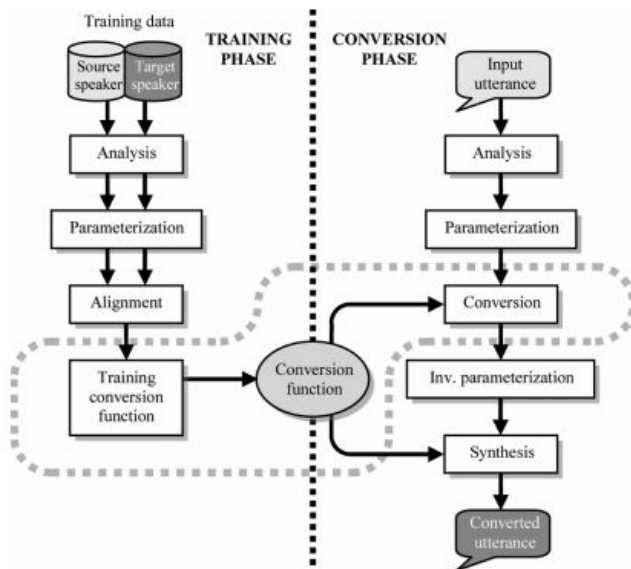 Training data
Source
speaker
Target
speaker
Analysis
Parameterization
Alignment
Training
conversion
function
TRAINING
PHASE
Conversion
function
CONVERSION
PHASE
Input
utterance
Analysis
Parameterization
Conversion
Inv. parameterization
Synthesis
Converted
utterance